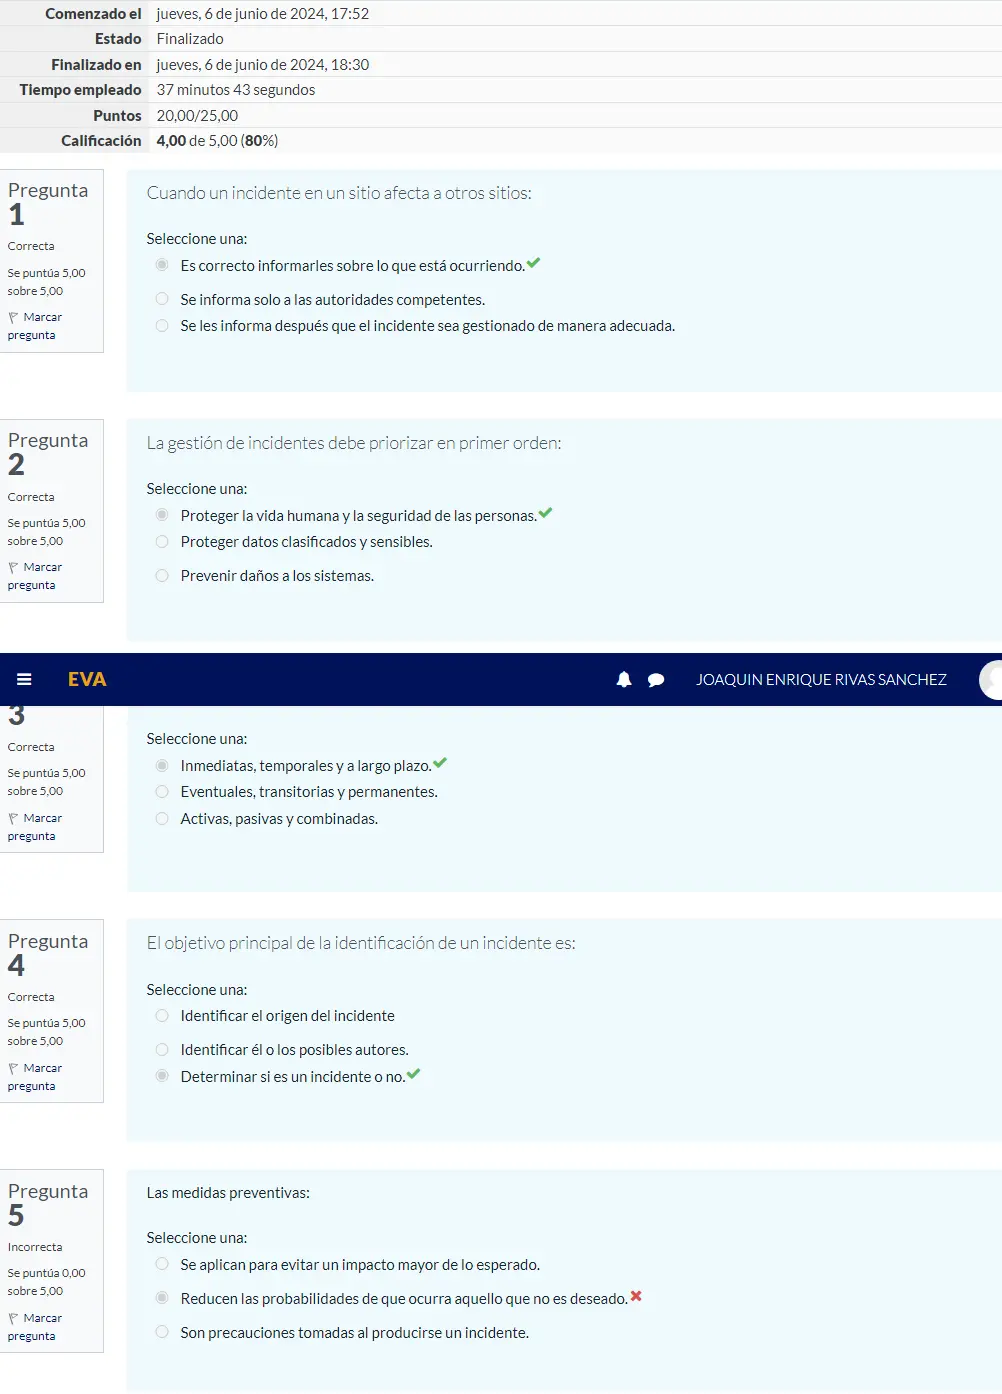 Comenzado el jueves, 6 de junio de 2024, 17:52
Estado Finalizado
Finalizado en jueves, 6 de junio de 2024, 18:30
Tiempo empleado 37 minutos 43 segundos
Puntos 20,00/25,00
Calificación 4,00 de 5,00 (80%)
Pregunta
1
Correcta
Se puntúa 5,00
sobre 5,00
Marcar
pregunta
Cuando un incidente en un sitio afecta a otros sitios:
Seleccione una:
Es correcto informarles sobre lo que está ocurriendo.
Se informa solo a las autoridades competentes.
Se les informa después que el incidente sea gestionado de manera adecuada.
Pregunta
2
Correcta
Se puntúa 5,00
sobre 5,00
Marcar
pregunta
La gestión de incidentes debe priorizar en primer orden:
Seleccione una:
Proteger la vida humana y la seguridad de las personas.
Proteger datos clasificados y sensibles.
Prevenir daños a los sistemas.
EVA
JOAQUIN ENRIQUE RIVAS SANCHEZ
3
Correcta
Se puntúa 5,00
sobre 5,00
Marcar
pregunta
Seleccione una:
Inmediatas, temporales y a largo plazo.
Eventuales, transitorias y permanentes.
Activas, pasivas y combinadas.
Pregunta
4
Correcta
Se puntúa 5,00
sobre 5,00
Marcar
pregunta
El objetivo principal de la identificación de un incidente es:
Seleccione una:
Identificar el origen del incidente
Identificar él o los posibles autores.
Determinar si es un incidente o no.
Pregunta
5
Incorrecta
Se puntúa 0,00
sobre 5,00
Marcar
pregunta
Las medidas preventivas:
Seleccione una:
Se aplican para evitar un impacto mayor de lo esperado.
Reducen las probabilidades de que ocurra aquello que no es deseado.
Son precauciones tomadas al producirse un incidente.